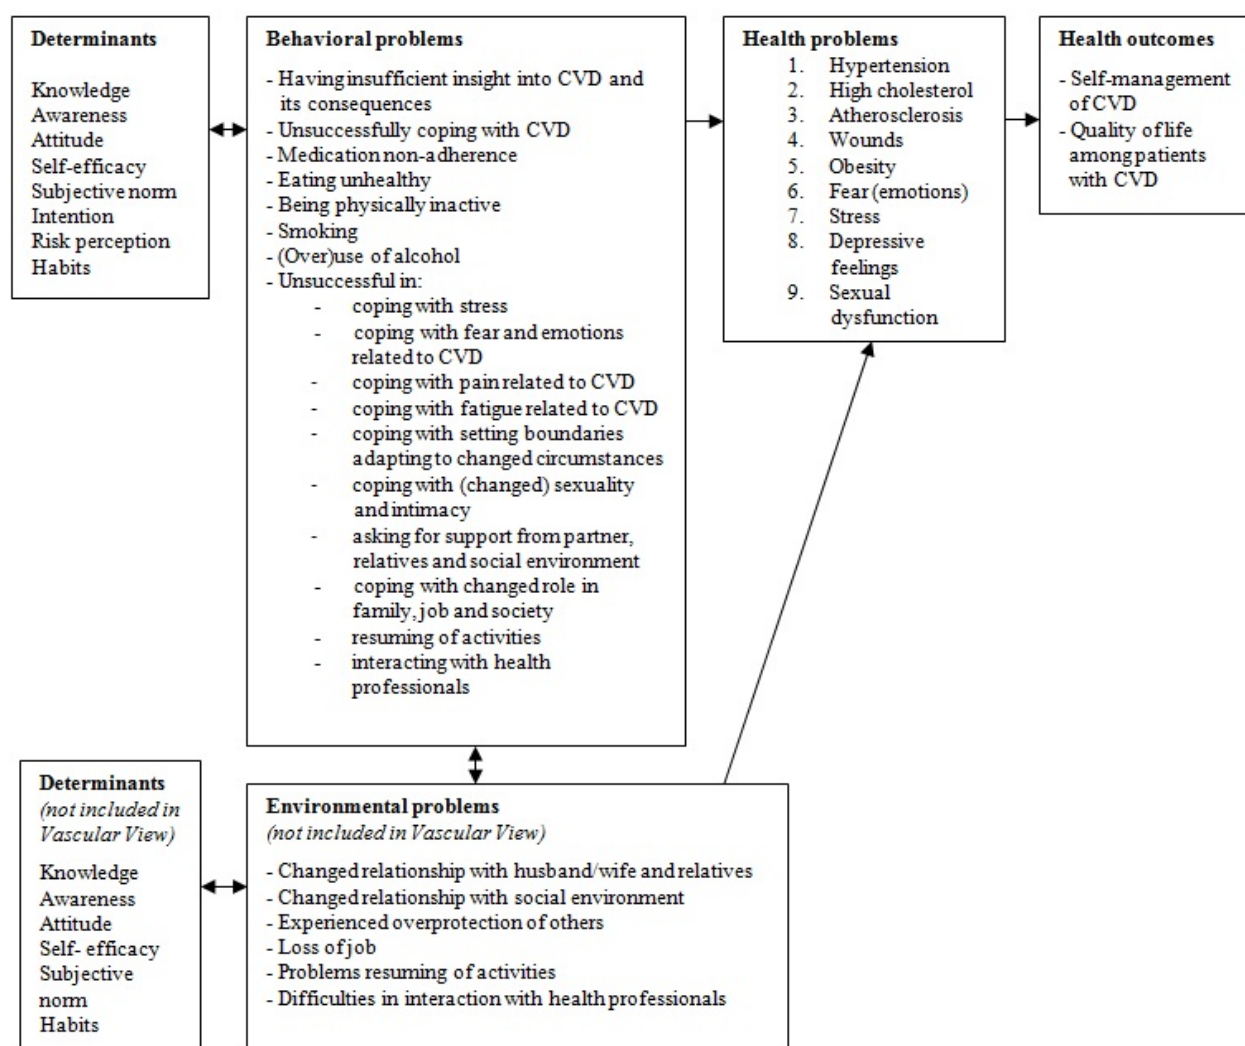 Determinants
Knowledge
Awareness
Attitude
Self-efficacy
Subjective norm
Intention
Risk perception
Habits
Behavioral problems
- Having insufficient insight into CVD and
its consequences
- Unsuccessfully coping with CVD
- Medication non-adherence
- Eating unhealthy
- Being physically inactive
- Smoking
- (Over)use of alcohol
- Unsuccessful in:
- coping with stress
- coping with fear and emotions
related to CVD
- coping with pain related to CVD
- coping with fatigue related to CVD
- coping with setting boundaries
adapting to changed circumstances
- coping with (changed) sexuality
and intimacy
- asking for support from partner,
relatives and social environment
- coping with changed role in
family, job and society
- resuming of activities
- interacting with health
professionals
Health problems
1. Hypertension
2. High cholesterol
3. Atherosclerosis
4. Wounds
5. Obesity
6. Fear (emotions)
7. Stress
8. Depressive
feelings
9. Sexual
dysfunction
Health outcomes
- Self-management
of CVD
- Quality of life
among patients
with CVD
Determinants
(not included in
Vascular View)
Knowledge
Awareness
Attitude
Self- efficacy
Subjective
norm
Habits
Environmental problems
(not included in Vascular View)
- Changed relationship with husband/wife and relatives
- Changed relationship with social environment
- Experienced overprotection of others
- Loss of job
- Problems resuming of activities
- Difficulties in interaction with health professionals